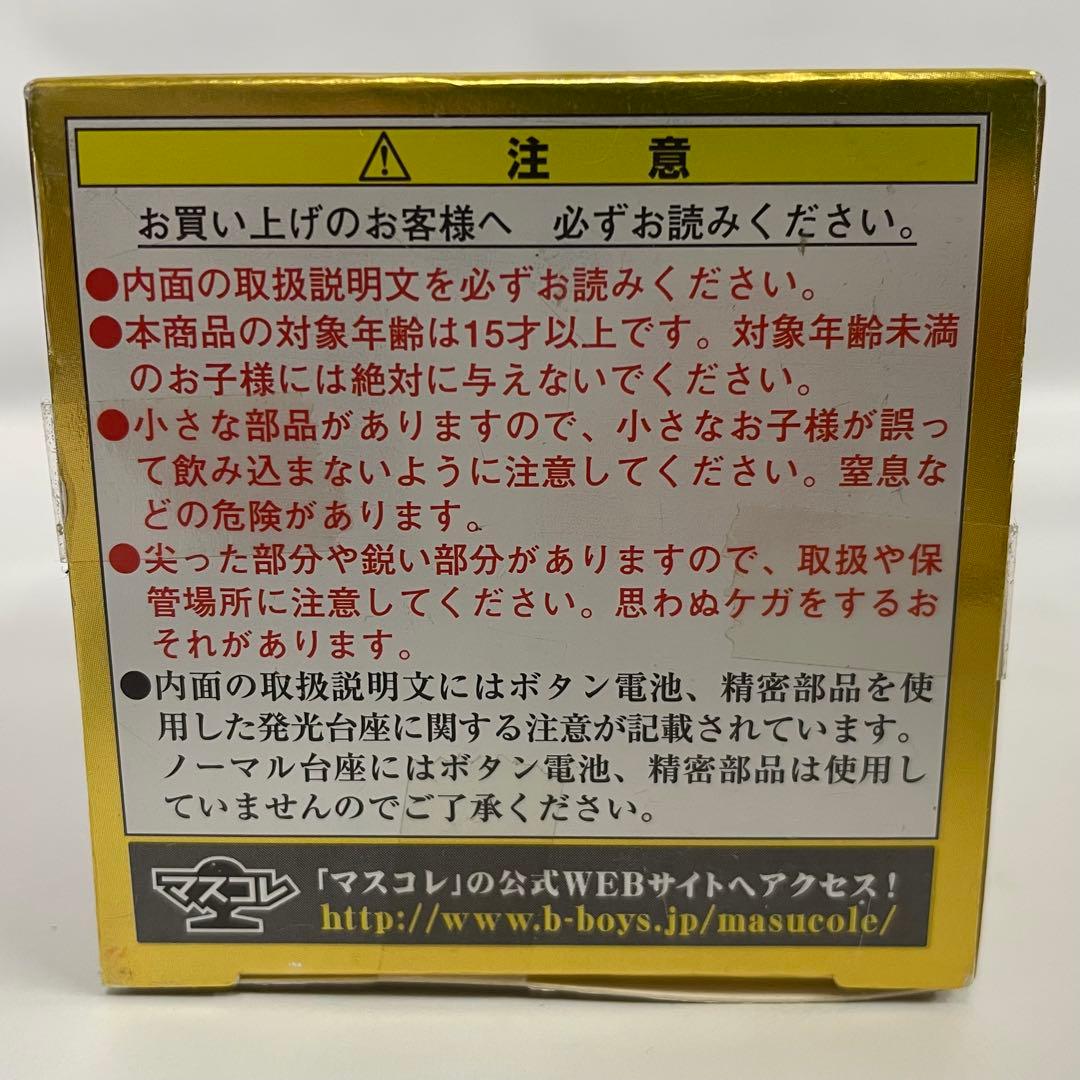 注 意
お買い上げのお客様へ 必ずお読みください。
●内面の取扱説明文を必ずお読みください。
●本商品の対象年齢は15才以上です。対象年齢未満
のお子様には絶対に与えないでください。
●小さな部品がありますので、小さなお子様が誤っ
て飲み込まないように注意してください。窒息な
どの危険があります。
●尖った部分や鋭い部分がありますので、取扱や保
管場所に注意してください。思わぬケガをするお
それがあります。
●内面の取扱説明文にはボタン電池、精密部品を使
用した発光台座に関する注意が記載されています。
ノーマル台座にはボタン電池、精密部品は使用し
ていませんのでご了承ください。
マスコレ
「マスコレ」の公式WEBサイトへアクセス!
http://www.b-boys.jp/masucole/